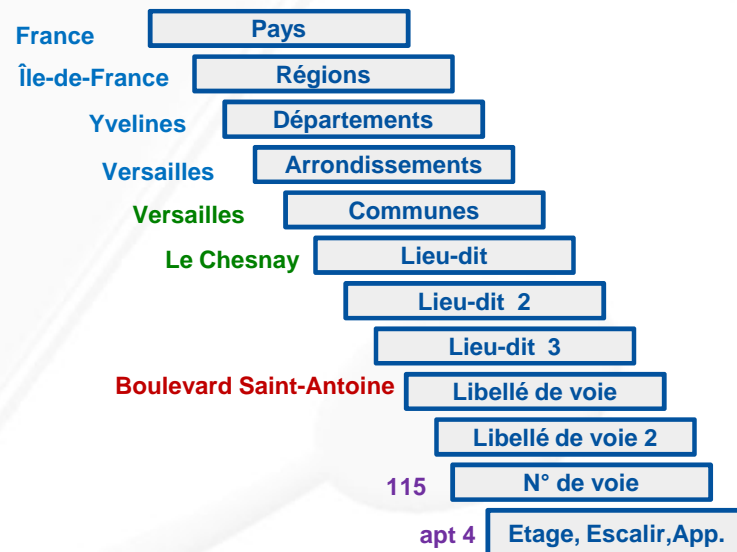 France Pays
Île-de-France Régions
Yvelines Départements
Versailles Arrondissements
Versailles Communes
Le Chesnay Lieu-dit
Lieu-dit 2
Lieu-dit 3
Boulevard Saint-Antoine Libellé de voie
Libellé de voie 2
115 N° de voie
apt 4 Etage, Escalir,App.